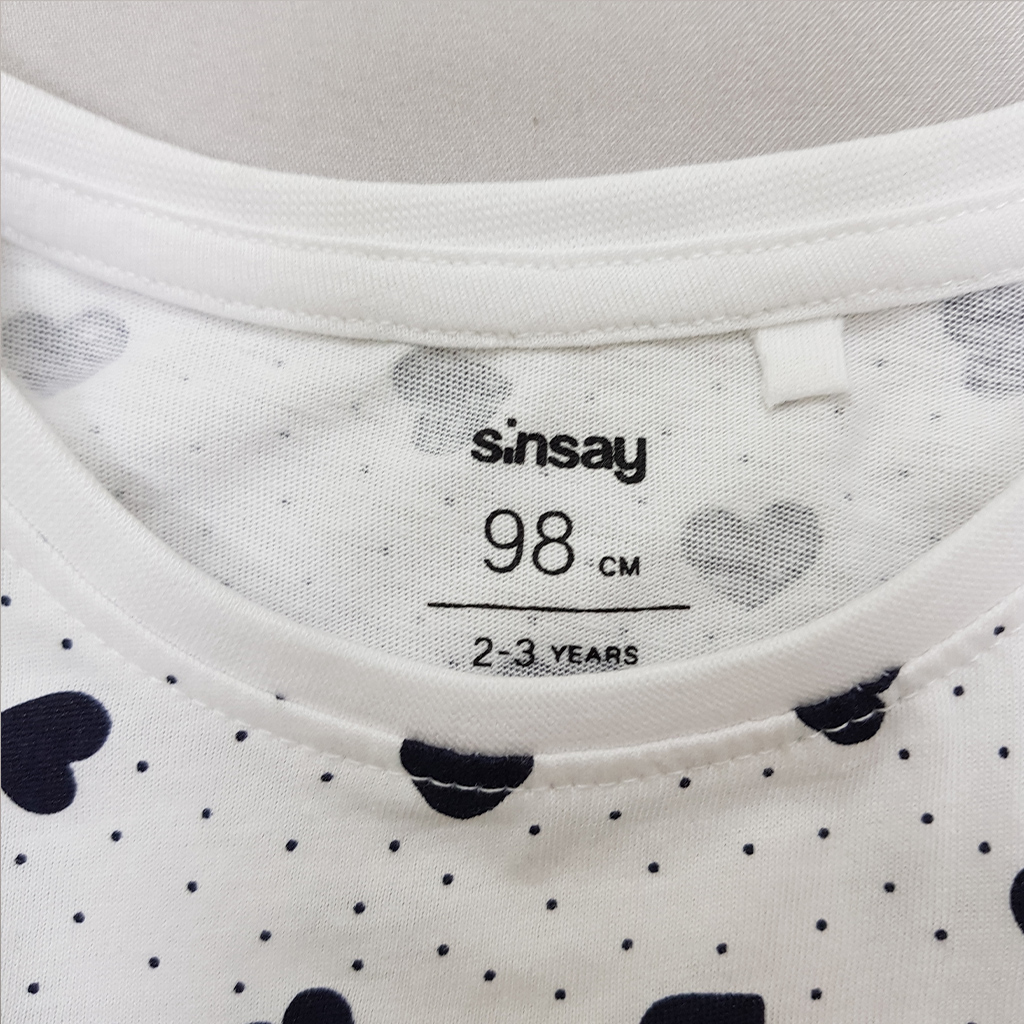 sinsay
98 CM
2-3 YEARS